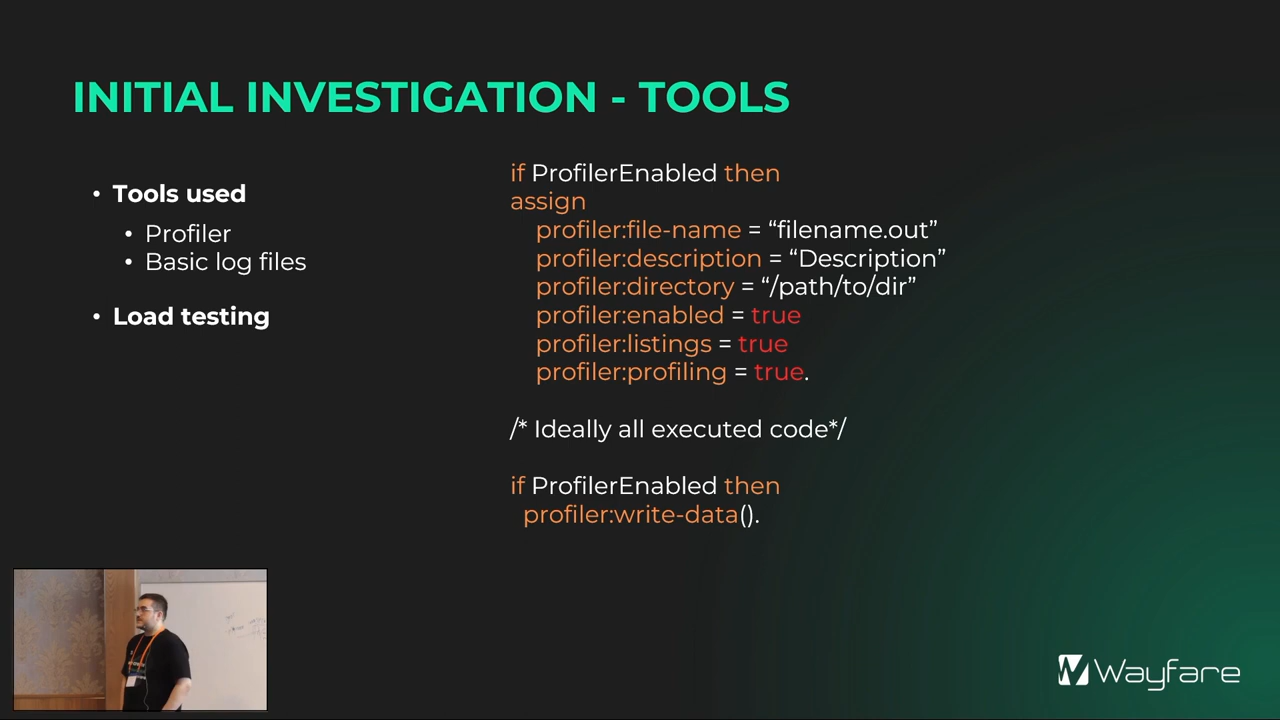 INITIAL INVESTIGATION - TOOLS
• Tools used
• Profiler
• Basic log files
• Load testing
if ProfilerEnabled then
assign
profiler:file-name = “filename.out”
profiler:description = “Description”
profiler:directory = “/path/to/dir”
profiler:enabled = true
profiler:listings = true
profiler:profiling = true.
/* Ideally all executed code*/
if ProfilerEnabled then
profiler:write-data().
Wayfare